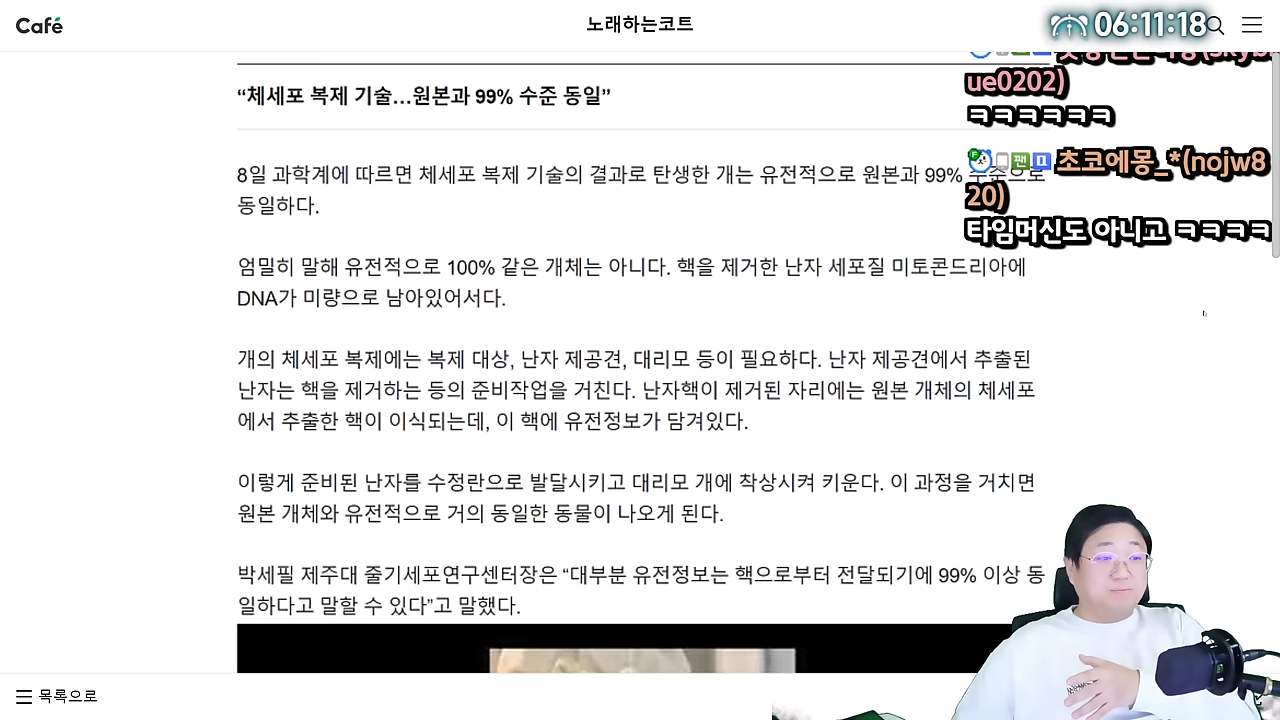 Café
노래하는코트
06:11:18
“체세포 복제 기술…원본과 99% 수준 동일”
ue0202)
ㅋㅋㅋㅋㅋㅋ
팬
초코에몽_*(nojw8
20)
타임머신도 아니고 ㅋㅋㅋㅋ
8일 과학계에 따르면 체세포 복제 기술의 결과로 탄생한 개는 유전적으로 원본과 99% 수준으로
동일하다.
엄밀히 말해 유전적으로 100% 같은 개체는 아니다. 핵을 제거한 난자 세포질 미토콘드리아에
DNA가 미량으로 남아있어서다.
개의 체세포 복제에는 복제 대상, 난자 제공견, 대리모 등이 필요하다. 난자 제공견에서 추출된
난자는 핵을 제거하는 등의 준비작업을 거친다. 난자핵이 제거된 자리에는 원본 개체의 체세포
에서 추출한 핵이 이식되는데, 이 핵에 유전정보가 담겨있다.
이렇게 준비된 난자를 수정란으로 발달시키고 대리모 개에 착상시켜 키운다. 이 과정을 거치면
원본 개체와 유전적으로 거의 동일한 동물이 나오게 된다.
박세필 제주대 줄기세포연구센터장은 “대부분 유전정보는 핵으로부터 전달되기에 99% 이상 동
일하다고 말할 수 있다”고 말했다.
목록으로